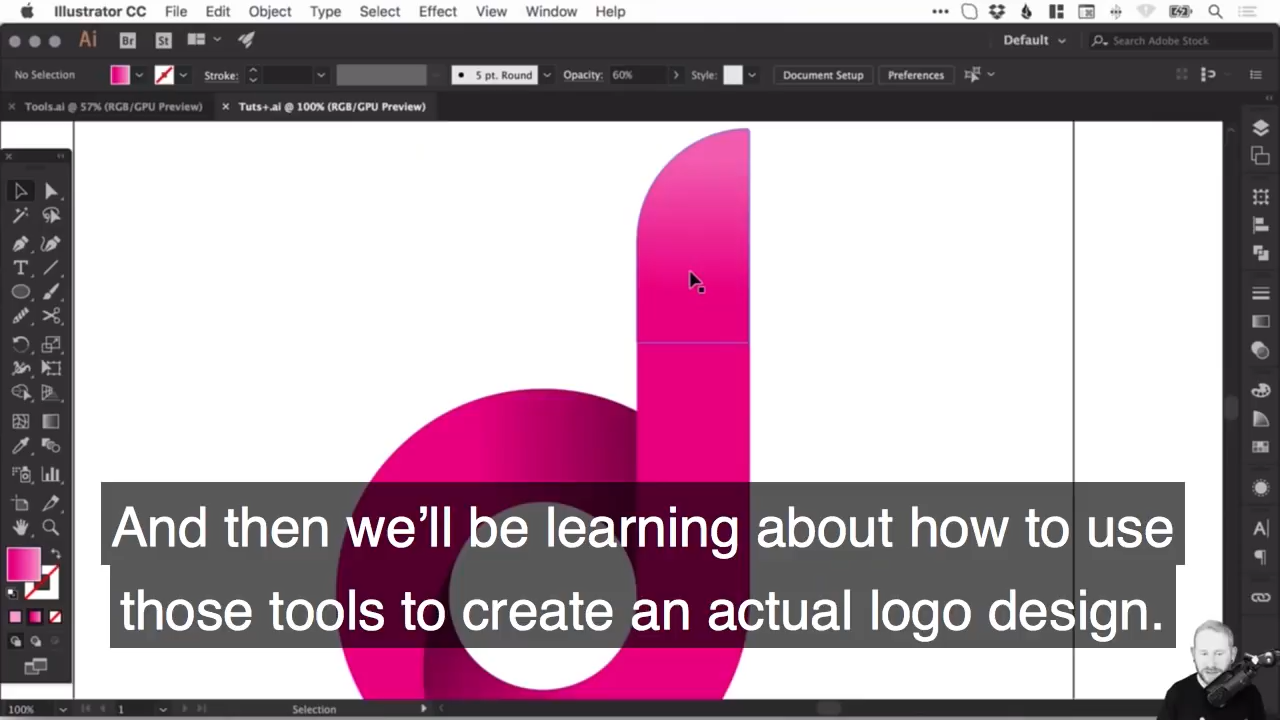 Illustrator CC File Edit Object Type Select Effect View Window Help
Ai Br St Default Search Adobe Stock
No Selection Stroke: 5 pt. Round Opacity: 60% Style: Document Setup Preferences
Tools.ai @ 57% (RGB/GPU Preview) Tuts+.ai @ 100% (RGB/GPU Preview)
And then we’ll be learning about how to use
those tools to create an actual logo design.
100% 1 Selection